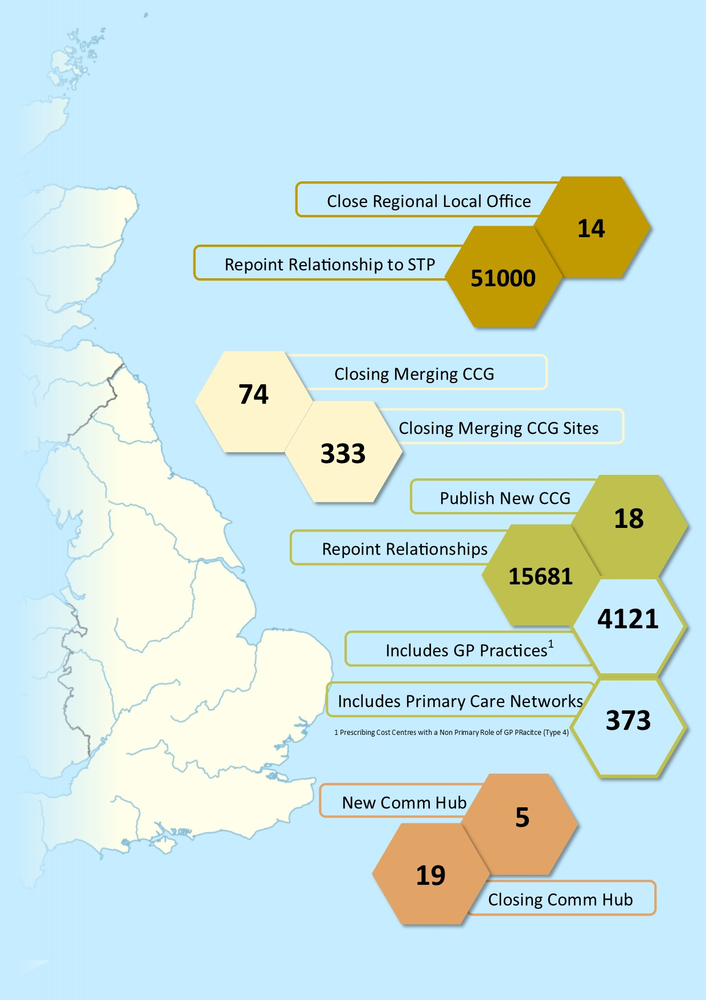 Close Regional Local Office
14
Repoint Relationship to STP
51000
74
Closing Merging CCG
333
Closing Merging CCG Sites
Publish New CCG
18
Repoint Relationships
15681
4121
Includes GP Practices¹
Includes Primary Care Networks
373
1 Prescribing Cost Centres with a Non Primary Role of GP PRacitce (Type 4)
New Comm Hub
5
19
Closing Comm Hub